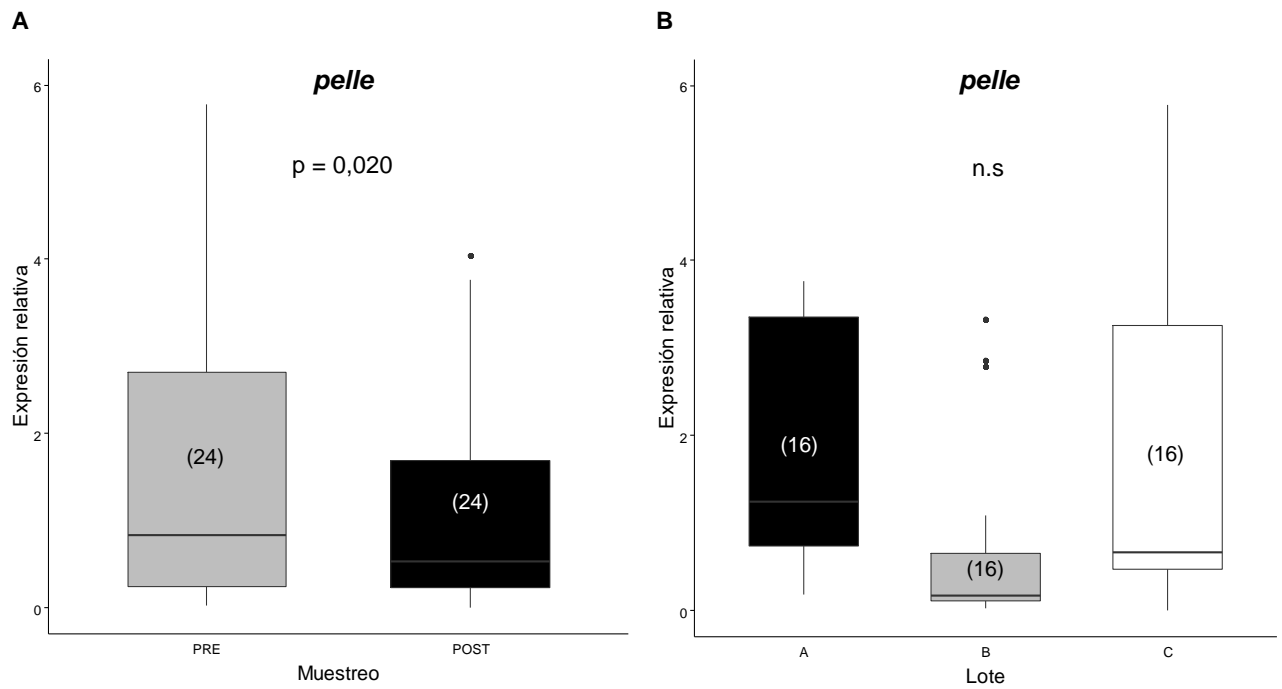 A
pelle
p = 0,020
6
4
2
0
Expresión relativa
(24)
(24)
PRE
POST
Muestreo
B
pelle
n.s
6
4
2
0
Expresión relativa
(16)
(16)
(16)
A
B
C
Lote